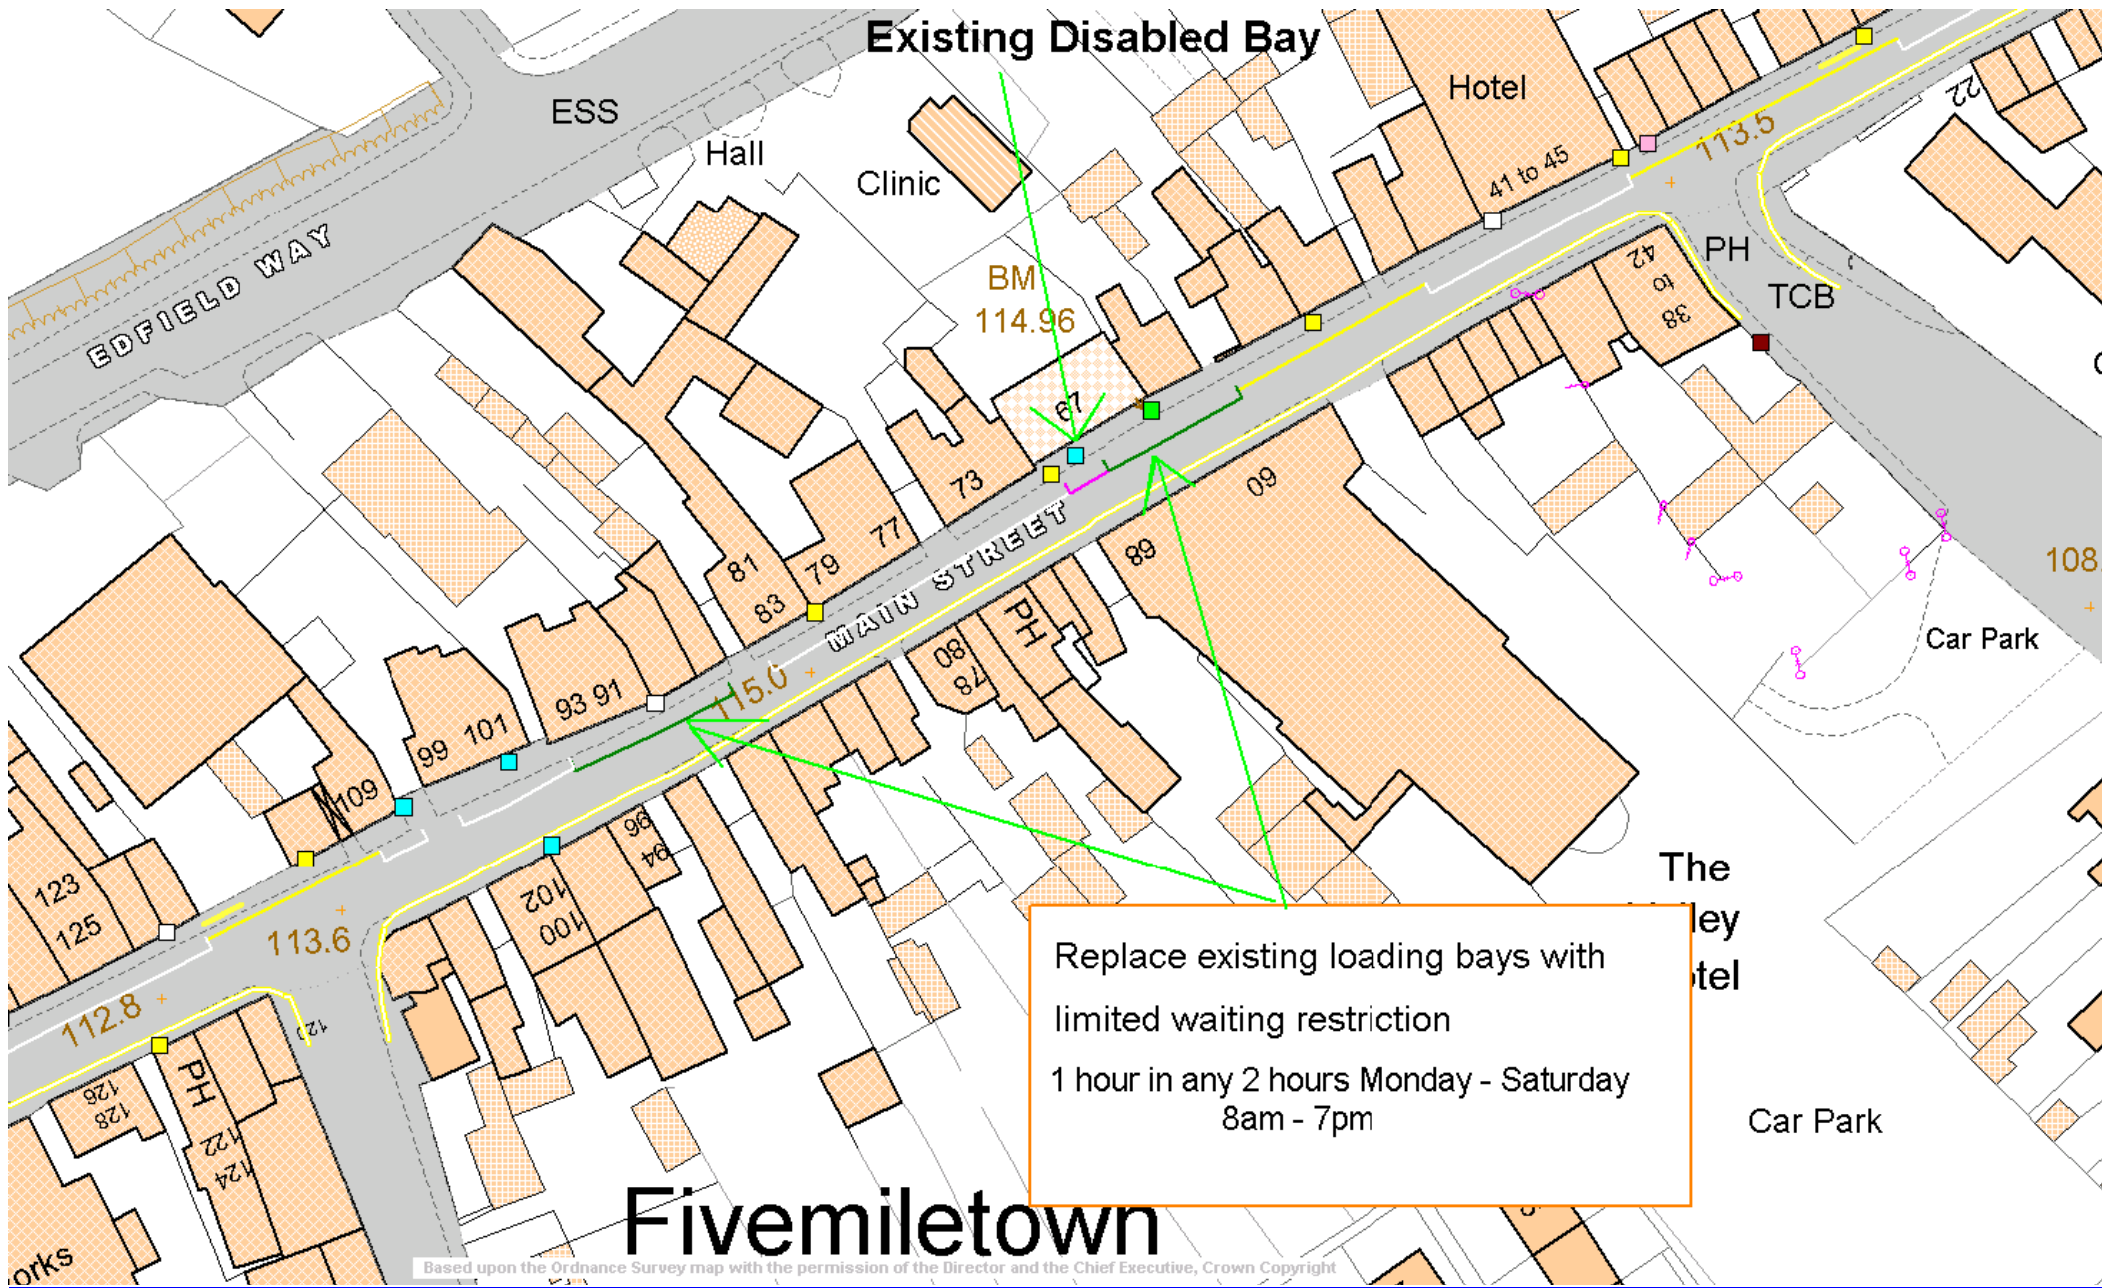 Existing Disabled Bay
ESS
Hall
Clinic
Hotel
41 to 45
113.5
22
EDFIELD WAY
BM
114.96
PH
TCB
42
to
38
67
73
60
77
79
81
83
MAIN STREET
68
108.
Car Park
PH
80
78
115.0
93 91
101
99
109
96
94
102
100
123
125
113.6
112.8
120
PH
126
128
122
124
The
ley
tel
Replace existing loading bays with
limited waiting restriction
1 hour in any 2 hours Monday - Saturday
8am - 7pm
Car Park
Fivemiletown
orks
Based upon the Ordnance Survey map with the permission of the Director and the Chief Executive, Crown Copyright